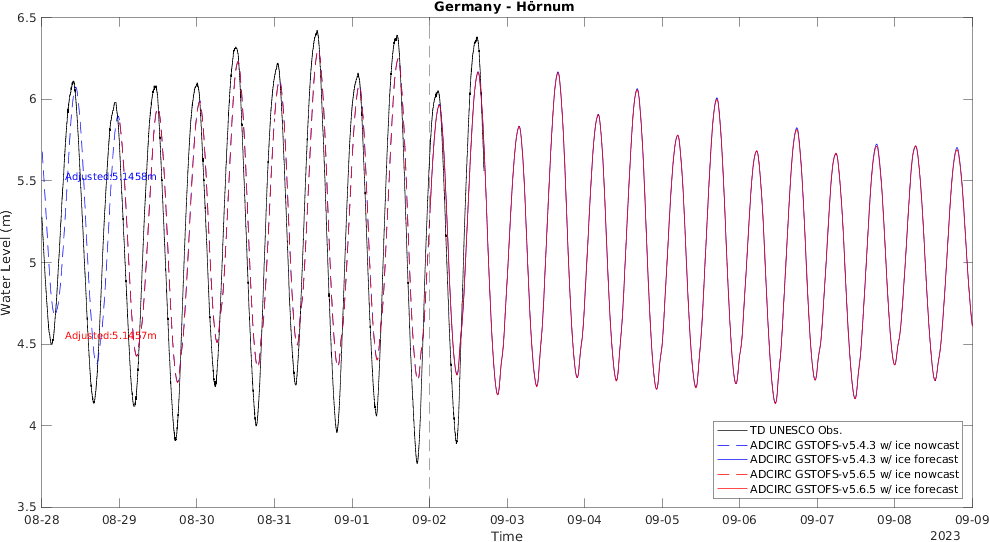 Germany - Hörnum
6.5
6
5.5
5
4.5
4
3.5
Water Level (m)
Adjusted:5.1458m
Adjusted:5.1457m
TD UNESCO Obs.
ADCIRC GSTOFS-v5.4.3 w/ ice nowcast
ADCIRC GSTOFS-v5.4.3 w/ ice forecast
ADCIRC GSTOFS-v5.6.5 w/ ice nowcast
ADCIRC GSTOFS-v5.6.5 w/ ice forecast
08-28 08-29 08-30 08-31 09-01 09-02 09-03 09-04 09-05 09-06 09-07 09-08 09-09
Time
2023